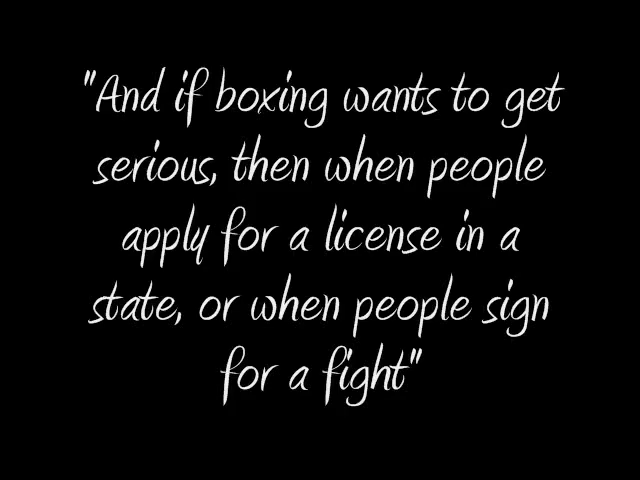 "And if boxing wants to get
serious, then when people
apply for a license in a
state, or when people sign
for a fight"